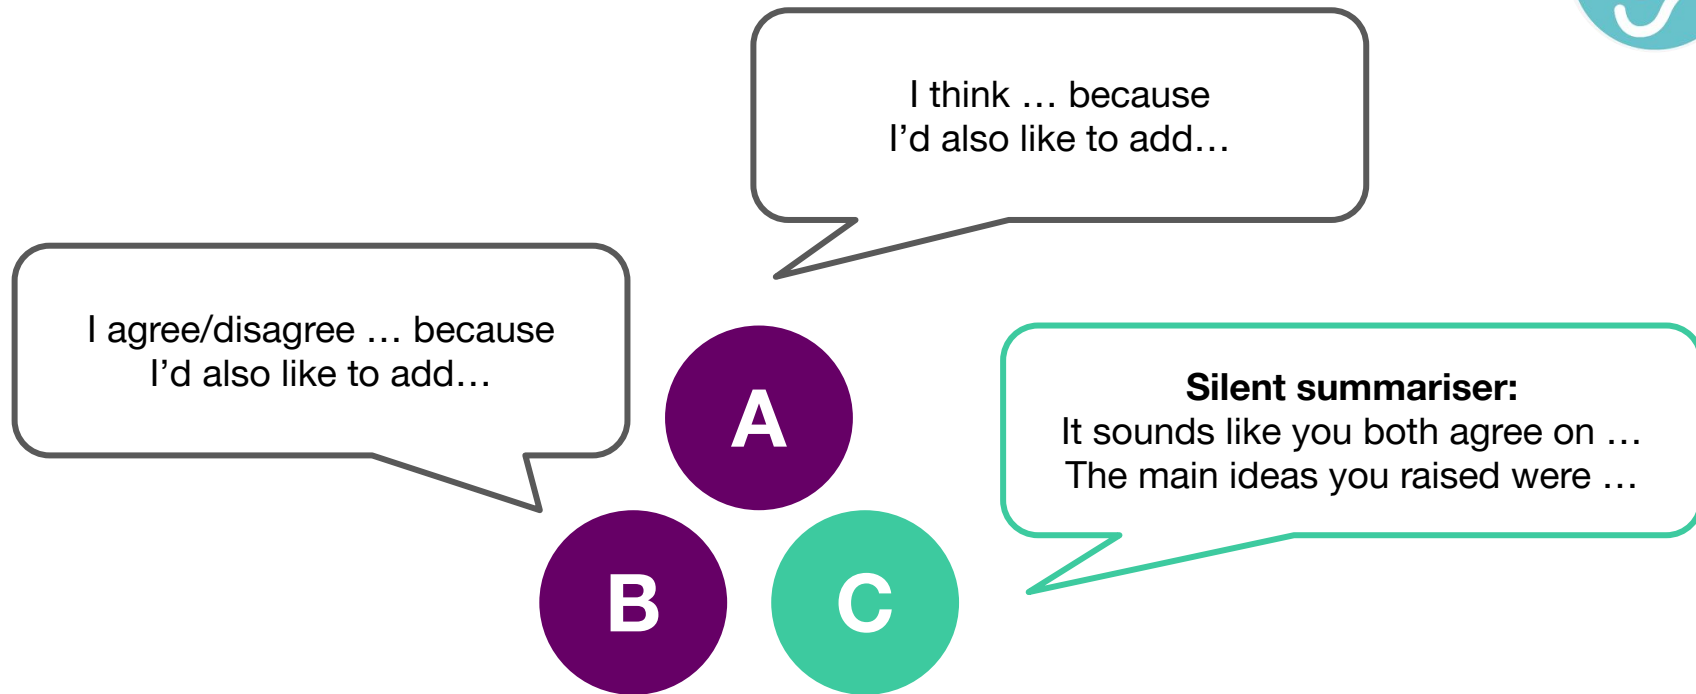 I think … because
I’d also like to add…
I agree/disagree … because
I’d also like to add…
A
Silent summariser:
It sounds like you both agree on …
The main ideas you raised were …
B
C